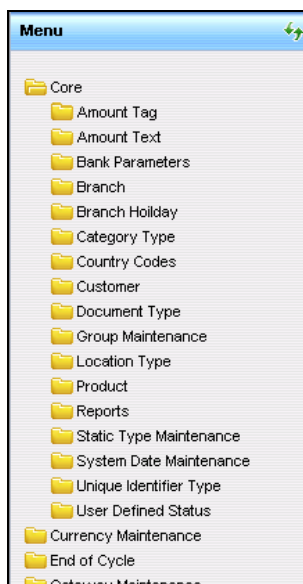 Menu
Core
Amount Tag
Amount Text
Bank Parameters
Branch
Branch Hoilday
Category Type
Country Codes
Customer
Document Type
Group Maintenance
Location Type
Product
Reports
Static Type Maintenance
System Date Maintenance
Unique Identifier Type
User Defined Status
Currency Maintenance
End of Cycle
Gateway Maintenance